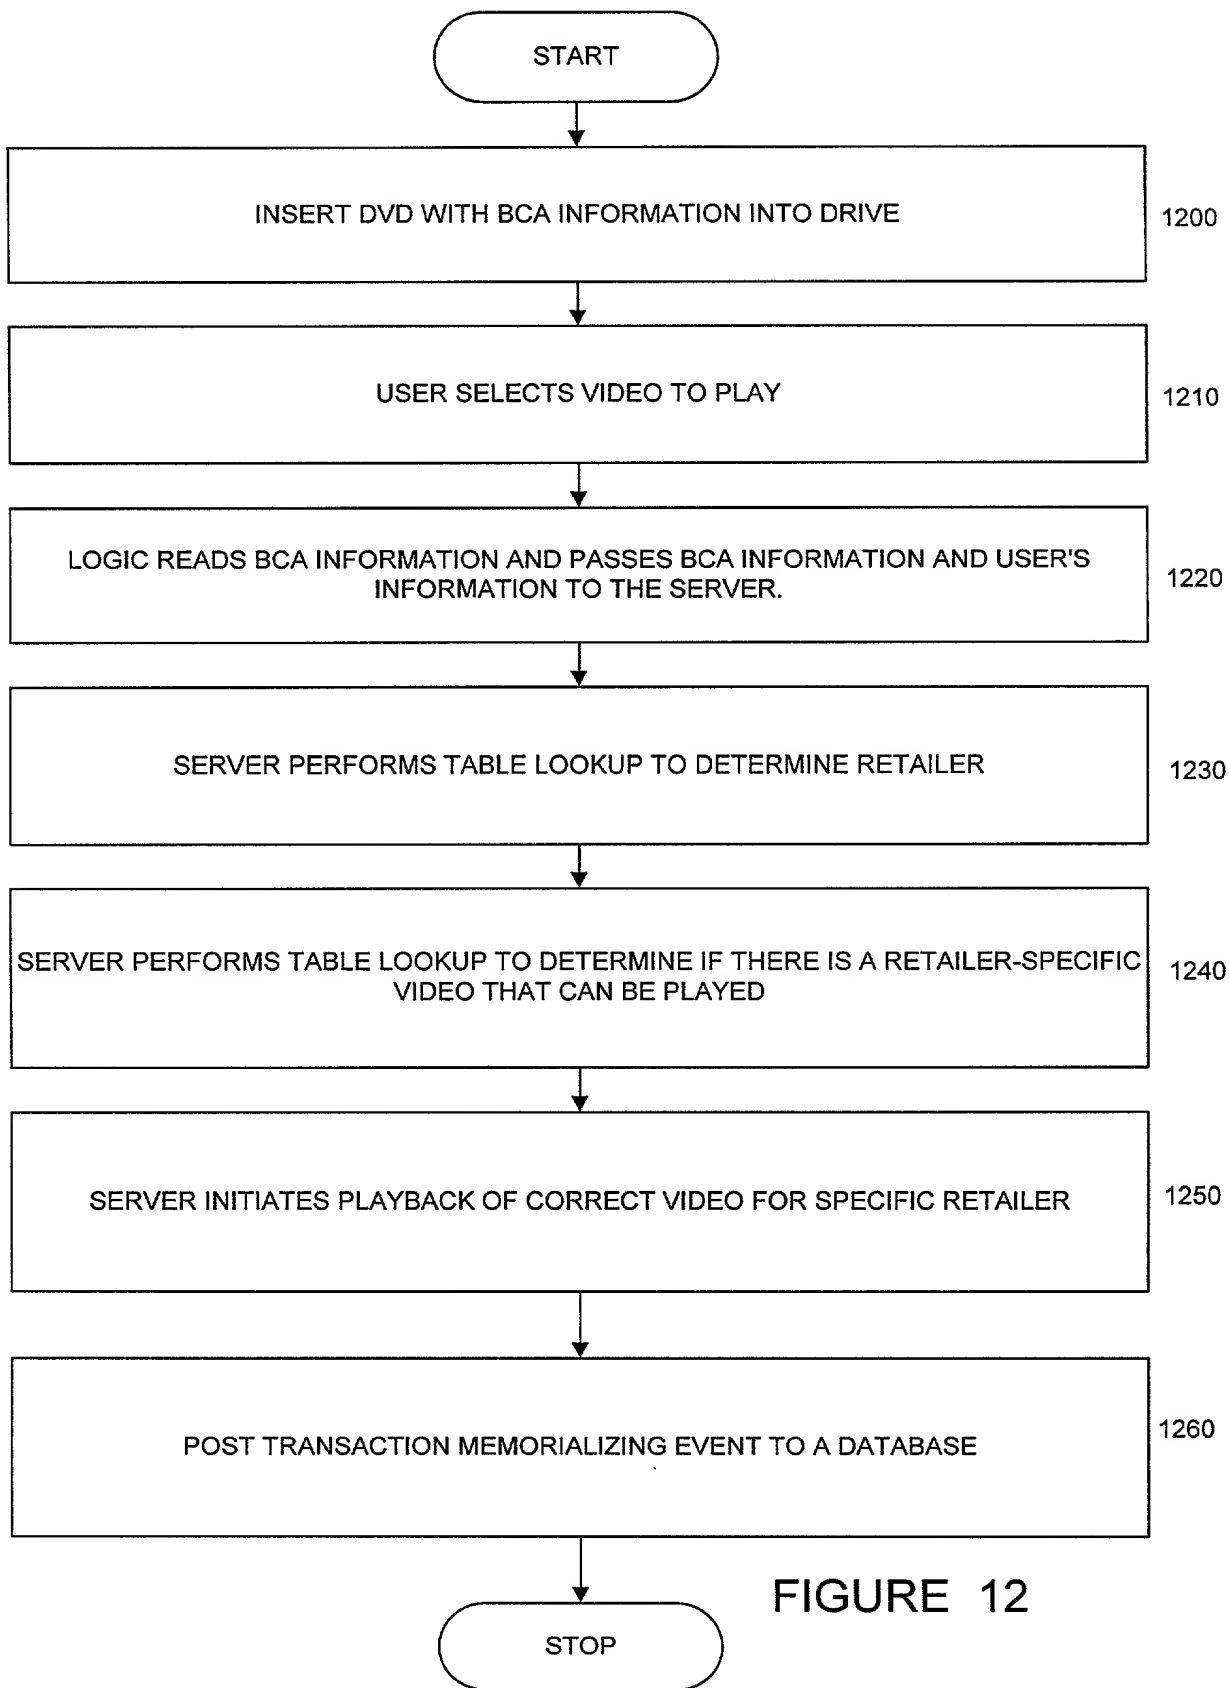 START
INSERT DVD WITH BCA INFORMATION INTO DRIVE
1200
USER SELECTS VIDEO TO PLAY
1210
LOGIC READS BCA INFORMATION AND PASSES BCA INFORMATION AND USER'S
INFORMATION TO THE SERVER.
1220
SERVER PERFORMS TABLE LOOKUP TO DETERMINE RETAILER
1230
SERVER PERFORMS TABLE LOOKUP TO DETERMINE IF THERE IS A RETAILER-SPECIFIC
VIDEO THAT CAN BE PLAYED
1240
SERVER INITIATES PLAYBACK OF CORRECT VIDEO FOR SPECIFIC RETAILER
1250
POST TRANSACTION MEMORIALIZING EVENT TO A DATABASE
1260
FIGURE 12
STOP